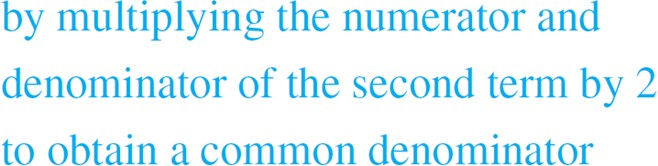 by multiplying the numerator and
denominator of the second term by 2
to obtain a common denominator